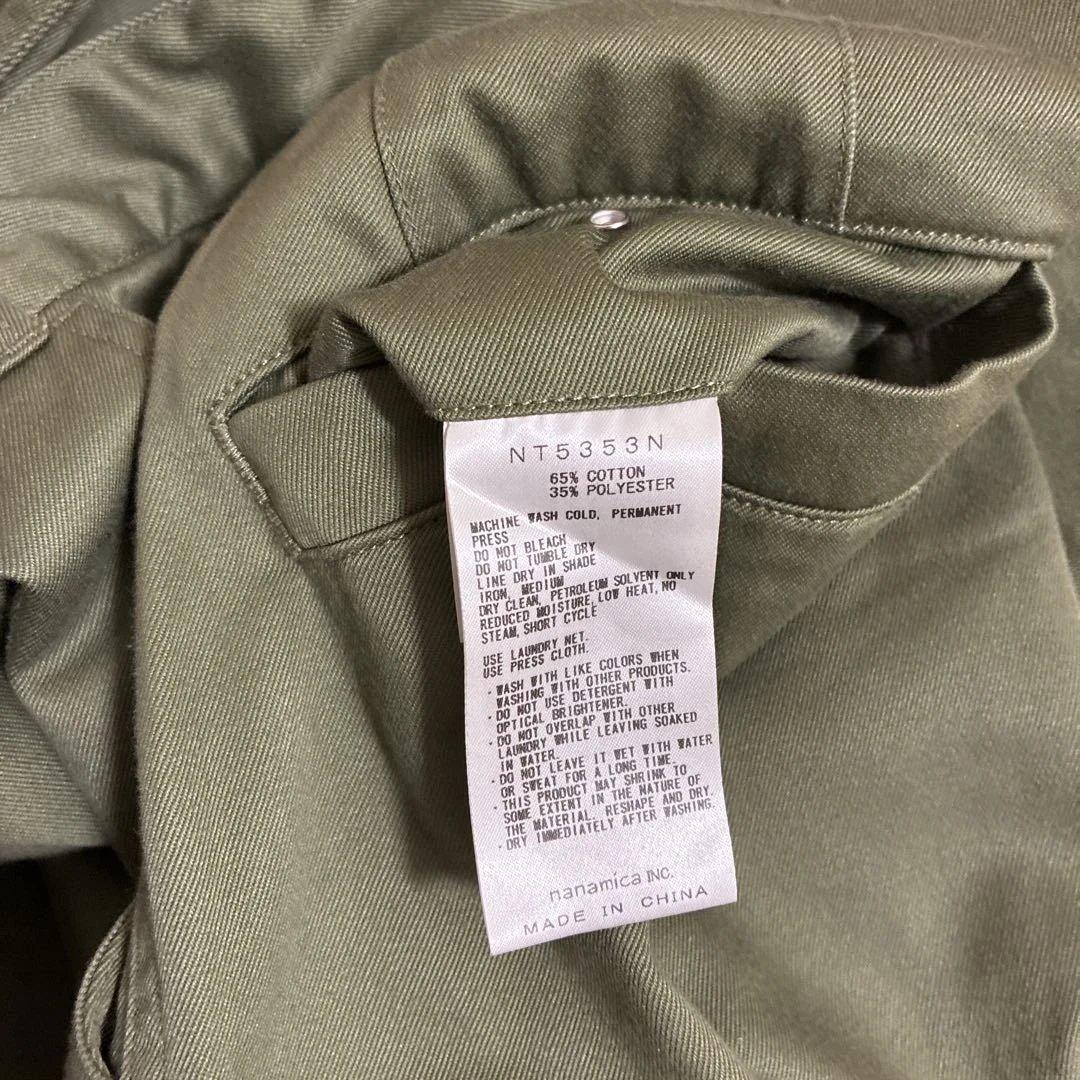 NT5353N
65% COTTON
35% POLYESTER
MACHINE WASH COLD, PERMANENT
PRESS
DO NOT BLEACH
DO NOT TUMBLE DRY
LINE DRY IN SHADE
IRON, MEDIUM
DRY CLEAN, PETROLEUM SOLVENT ONLY
REDUCED MOISTURE, LOW HEAT, NO
STEAM, SHORT CYCLE
USE LAUNDRY NET.
USE PRESS CLOTH.
・WASH WITH LIKE COLORS WHEN
WASHING WITH OTHER PRODUCTS.
・DO NOT USE DETERGENT WITH
OPTICAL BRIGHTENER.
・DO NOT OVERLAP WITH OTHER
LAUNDRY WHILE LEAVING SOAKED
IN WATER.
・DO NOT LEAVE IT WET WITH WATER
OR SWEAT FOR A LONG TIME.
・THIS PRODUCT MAY SHRINK TO
SOME EXTENT IN THE NATURE OF
THE MATERIAL. RESHAPE AND DRY.
・DRY IMMEDIATELY AFTER WASHING.
nanamica INC.
MADE IN CHINA